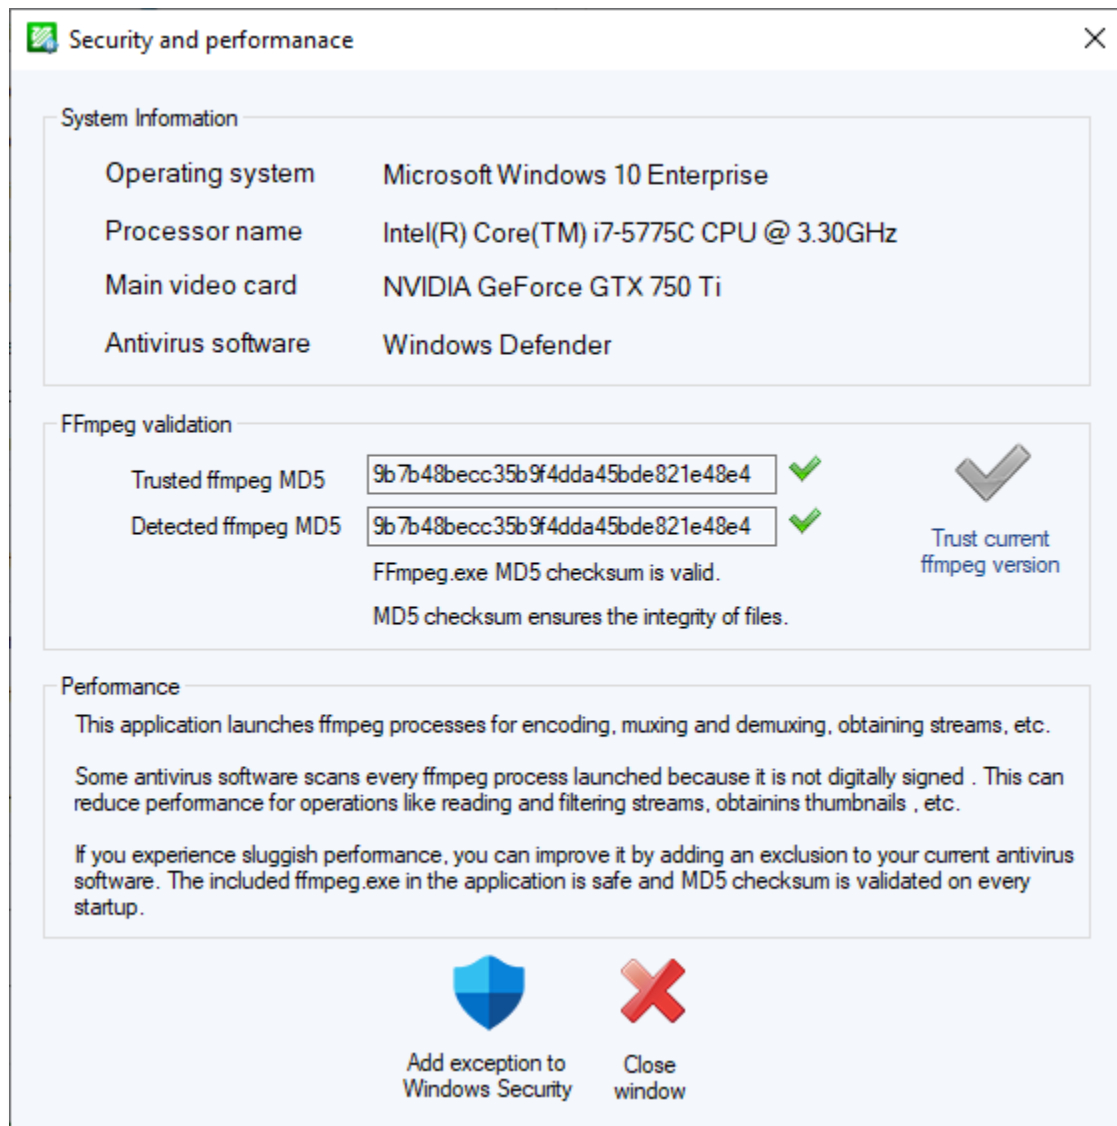 Security and performanace
System Information
Operating system Microsoft Windows 10 Enterprise
Processor name Intel(R) Core(TM) i7-5775C CPU @ 3.30GHz
Main video card NVIDIA GeForce GTX 750 Ti
Antivirus software Windows Defender
FFmpeg validation
Trusted ffmpeg MD5 9b7b48becc35b9f4dda45bde821e48e4
Detected ffmpeg MD5 9b7b48becc35b9f4dda45bde821e48e4
FFmpeg.exe MD5 checksum is valid.
MD5 checksum ensures the integrity of files.
Trust current
ffmpeg version
Performance
This application launches ffmpeg processes for encoding, muxing and demuxing, obtaining streams, etc.
Some antivirus software scans every ffmpeg process launched because it is not digitally signed . This can
reduce performance for operations like reading and filtering streams, obtainins thumbnails , etc.
If you experience sluggish performance, you can improve it by adding an exclusion to your current antivirus
software. The included ffmpeg.exe in the application is safe and MD5 checksum is validated on every
startup.
Add exception to
Windows Security
Close
window